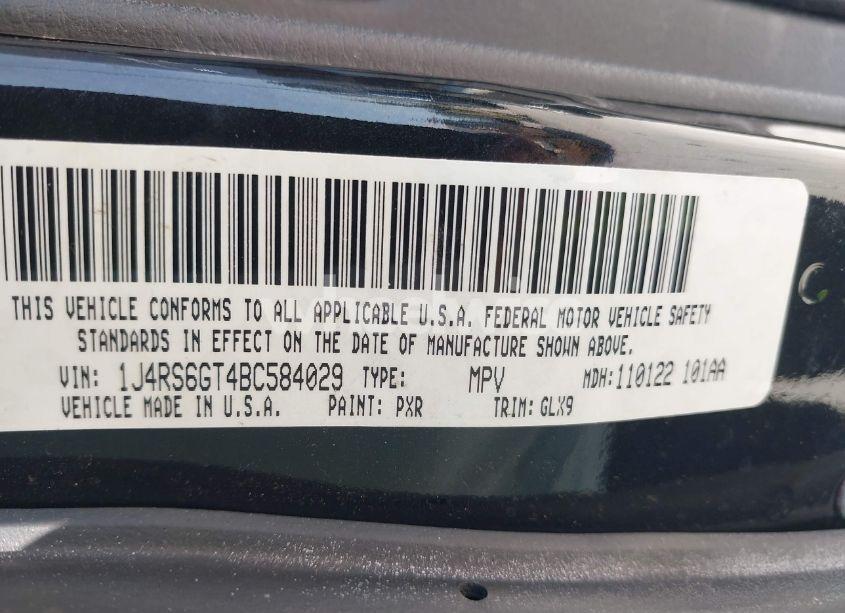 THIS VEHICLE CONFORMS TO ALL APPLICABLE U.S.A. FEDERAL MOTOR VEHICLE SAFETY
STANDARDS IN EFFECT ON THE DATE OF MANUFACTURE SHOWN ABOVE.
VIN: 1J4RS6GT4BC584029 TYPE: MPV MDH:110122 101AA
VEHICLE MADE IN U.S.A. PAINT: PXR TRIM: GLX9